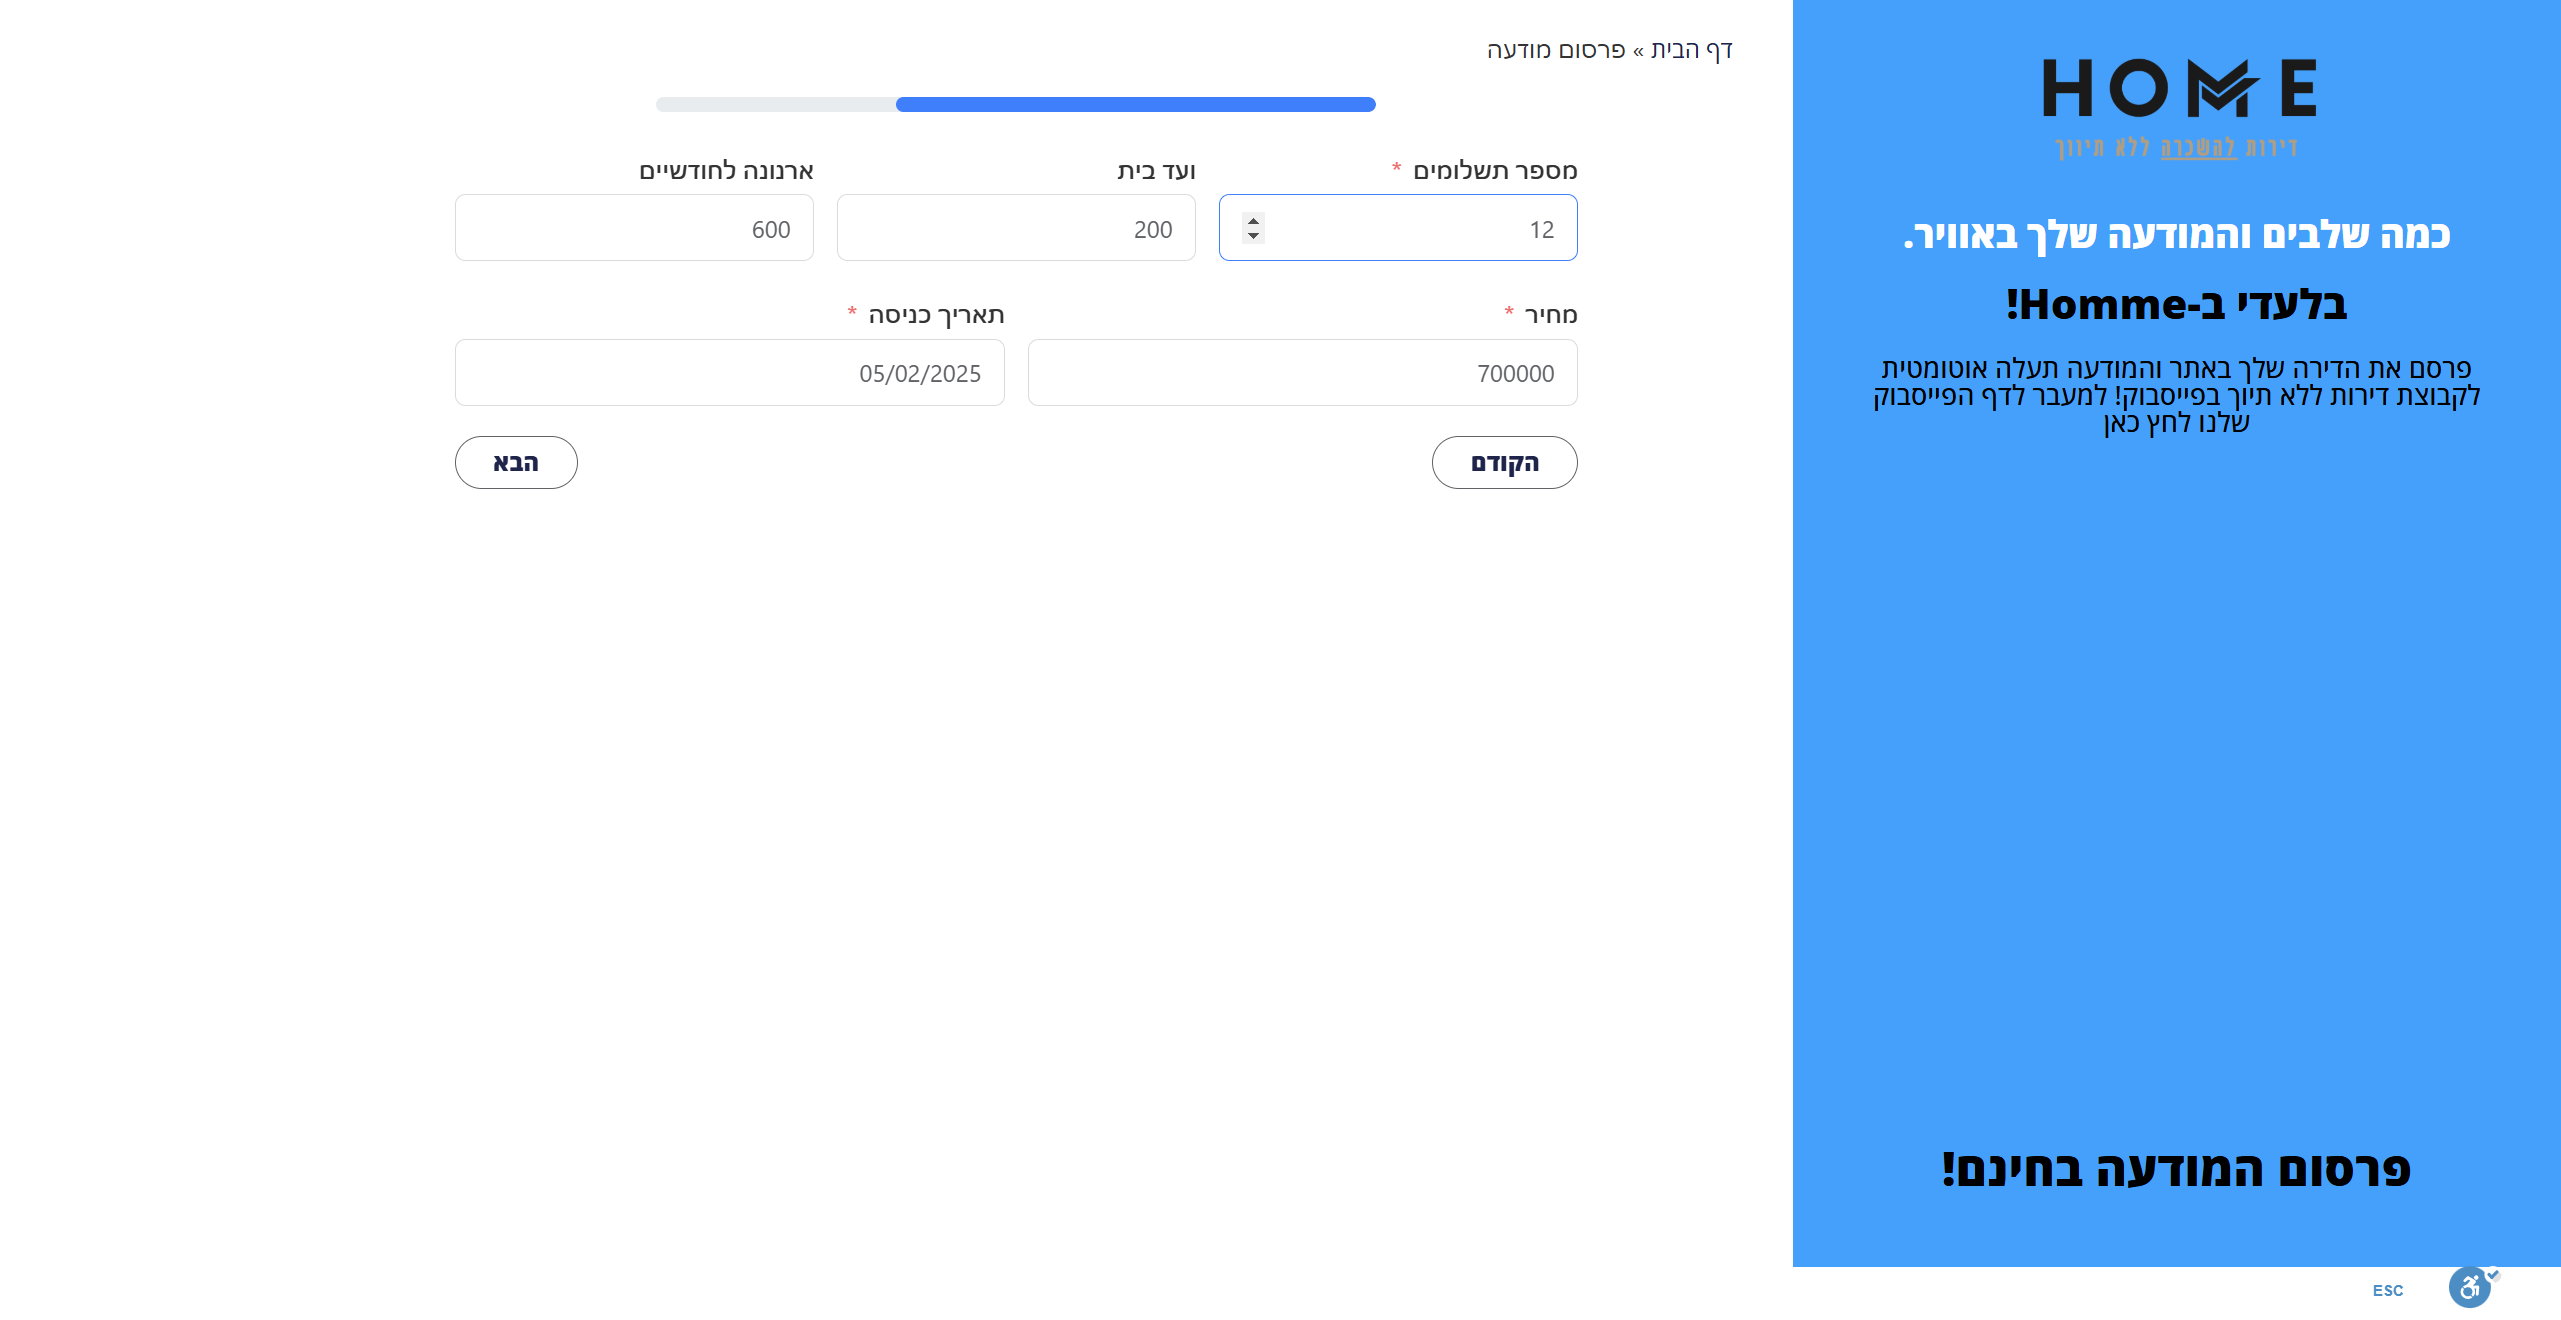 HOMME
דירות להשכרה ללא תיווך
כמה שלבים והמודעה שלך באוויר.
בלעדי ב-Homme!
פרסם את הדירה שלך באתר והמודעה תעלה אוטומטית
לקבוצת דירות ללא תיוך בפייסבוק! למעבר לדף הפייסבוק
שלנו לחץ כאן
פרסום המודעה בחינם!
דף הבית » פרסום מודעה
מספר תשלומים *
12
ועד בית
200
ארנונה לחודשיים
600
מחיר *
700000
תאריך כניסה *
05/02/2025
הקודם
הבא
ESC